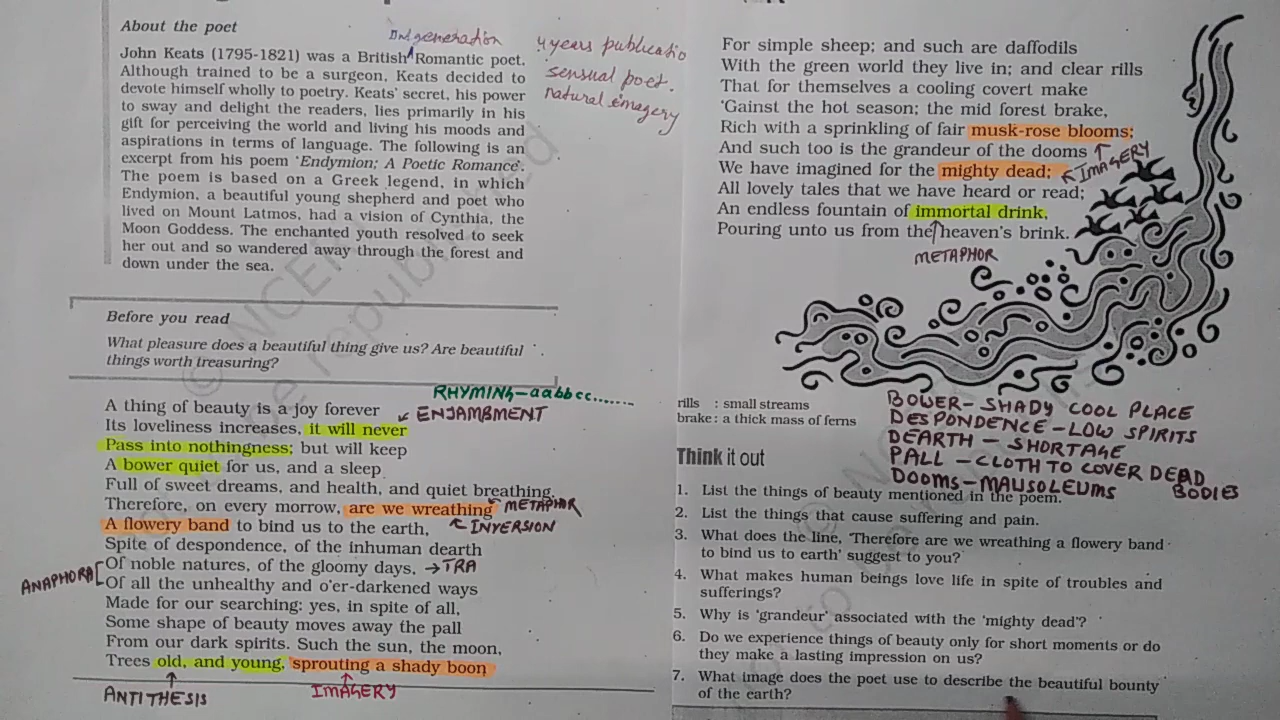 About the poet
2nd generation
John Keats (1795-1821) was a British Romantic poet.
Although trained to be a surgeon, Keats decided to
devote himself wholly to poetry. Keats' secret, his power
to sway and delight the readers, lies primarily in his
gift for perceiving the world and living his moods and
aspirations in terms of language. The following is an
excerpt from his poem 'Endymion; A Poetic Romance'.
The poem is based on a Greek legend, in which
Endymion, a beautiful young shepherd and poet who
lived on Mount Latmos, had a vision of Cynthia, the
Moon Goddess. The enchanted youth resolved to seek
her out and so wandered away through the forest and
down under the sea.
4 years publicatio
sensual poet.
natural imagery
Before you read
What pleasure does a beautiful thing give us? Are beautiful
things worth treasuring?
RHYMING-aabbcc.......
A thing of beauty is a joy forever
ENJAMBMENT
Its loveliness increases, it will never
Pass into nothingness; but will keep
A bower quiet for us, and a sleep
Full of sweet dreams, and health, and quiet breathing.
Therefore, on every morrow, are we wreathing METAPHOR
A flowery band to bind us to the earth, INVERSION
Spite of despondence, of the inhuman dearth
Of noble natures, of the gloomy days, → TRA
ANAPHORA
Of all the unhealthy and o'er-darkened ways
Made for our searching: yes, in spite of all,
Some shape of beauty moves away the pall
From our dark spirits. Such the sun, the moon,
Trees old, and young, sprouting a shady boon
ANTITHESIS
IMAGERY
For simple sheep; and such are daffodils
With the green world they live in; and clear rills
That for themselves a cooling covert make
'Gainst the hot season; the mid forest brake,
Rich with a sprinkling of fair musk-rose blooms;
And such too is the grandeur of the dooms
IMAGERY
We have imagined for the mighty dead;
All lovely tales that we have heard or read;
An endless fountain of immortal drink,
Pouring unto us from the heaven's brink.
METAPHOR
rills : small streams
brake : a thick mass of ferns
BOWER- SHADY COOL PLACE
DESPONDENCE-LOW SPIRITS
DEARTH - SHORTAGE
PALL - CLOTH TO COVER DEAD
BODIES
DOOMS-MAUSOLEUMS
Think it out
1. List the things of beauty mentioned in the poem.
2. List the things that cause suffering and pain.
3. What does the line, 'Therefore are we wreathing a flowery band
to bind us to earth' suggest to you?
4. What makes human beings love life in spite of troubles and
sufferings?
5. Why is 'grandeur' associated with the 'mighty dead'?
6. Do we experience things of beauty only for short moments or do
they make a lasting impression on us?
7. What image does the poet use to describe the beautiful bounty
of the earth?